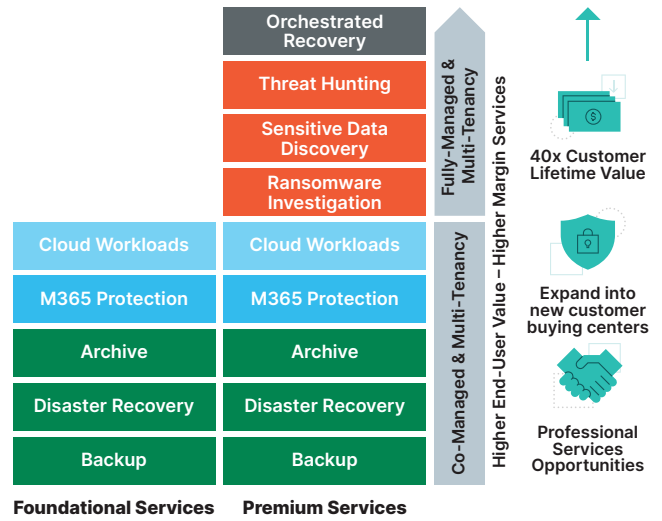 Orchestrated
Recovery
Threat Hunting
Sensitive Data
Discovery
Ransomware
Investigation
Cloud Workloads
Cloud Workloads
M365 Protection
M365 Protection
Archive
Archive
Disaster Recovery
Disaster Recovery
Backup
Backup
Foundational Services
Premium Services
Fully-Managed &
Multi-Tenancy
Co-Managed & Multi-Tenancy
Higher End-User Value – Higher Margin Services
$
40x Customer
Lifetime Value
Expand into
new customer
buying centers
Professional
Services
Opportunities